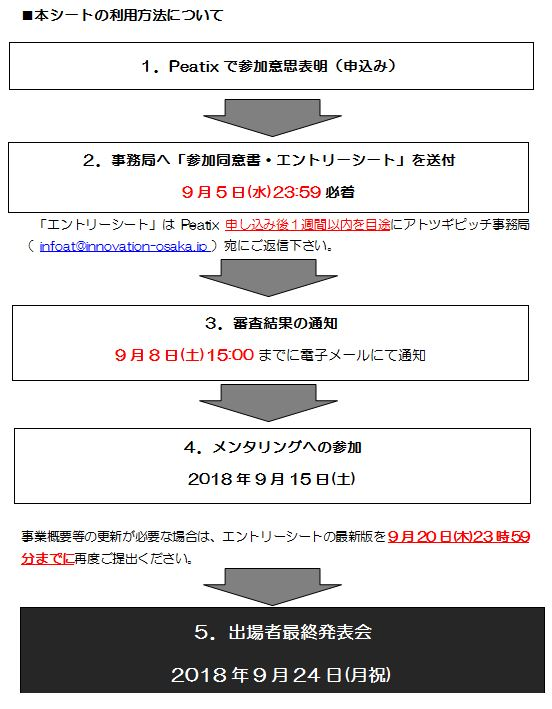 ■本シートの利用方法について
1．Peatixで参加意思表明（申込み）
2．事務局へ「参加同意書・エントリーシート」を送付
9月5日(水)23:59必着
「エントリーシート」は Peatix 申し込み後1週間以内を目途にアトツギピッチ事務局
（ infoat@innovation-osaka.jp ）宛にご返信下さい。
3．審査結果の通知
9月8日(土)15:00 までに電子メールにて通知
4．メンタリングへの参加
2018年9月15日(土)
事業概要等の更新が必要な場合は、エントリーシートの最新版を9月20日(木)23時59
分までに再度ご提出ください。
5．出場者最終発表会
2018年9月24日(月祝)